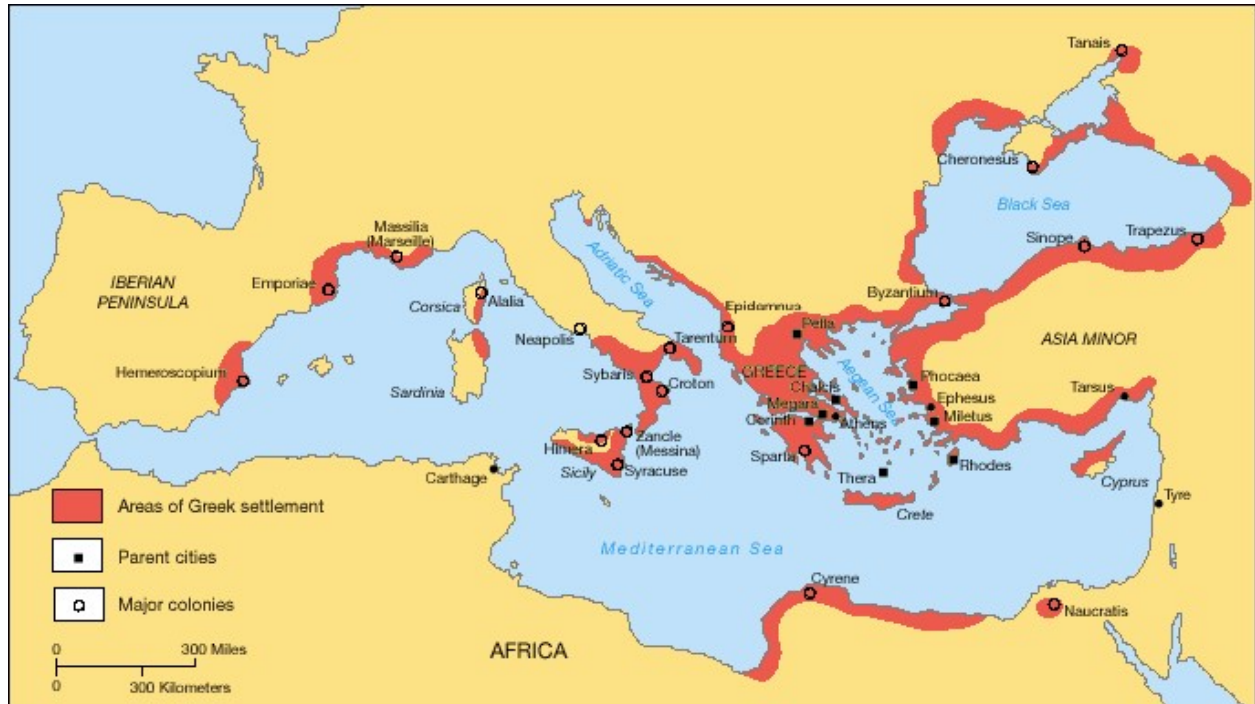 Tanais
Cheronesus
Black Sea
Massilia
(Marseille)
Sinope
Trapezus
IBERIAN
PENINSULA
Emporiae
Corsica
Alalia
Adriatic Sea
Epidamnus
Byzantium
Neapolis
Tarentum
Pella
ASIA MINOR
Hemeroscopium
Sardinia
Sybaris
Croton
GREECE
Chalcis
Aegean Sea
Phocaea
Tarsus
Ephesus
Megara
Miletus
Corinth
Athens
Himera
Zancle
(Messina)
Sparta
Carthage
Sicily
Syracuse
Thera
Rhodes
Cyprus
Tyre
Crete
Areas of Greek settlement
Mediterranean Sea
Parent cities
Cyrene
Major colonies
Naucratis
0 300 Miles
AFRICA
0 300 Kilometers